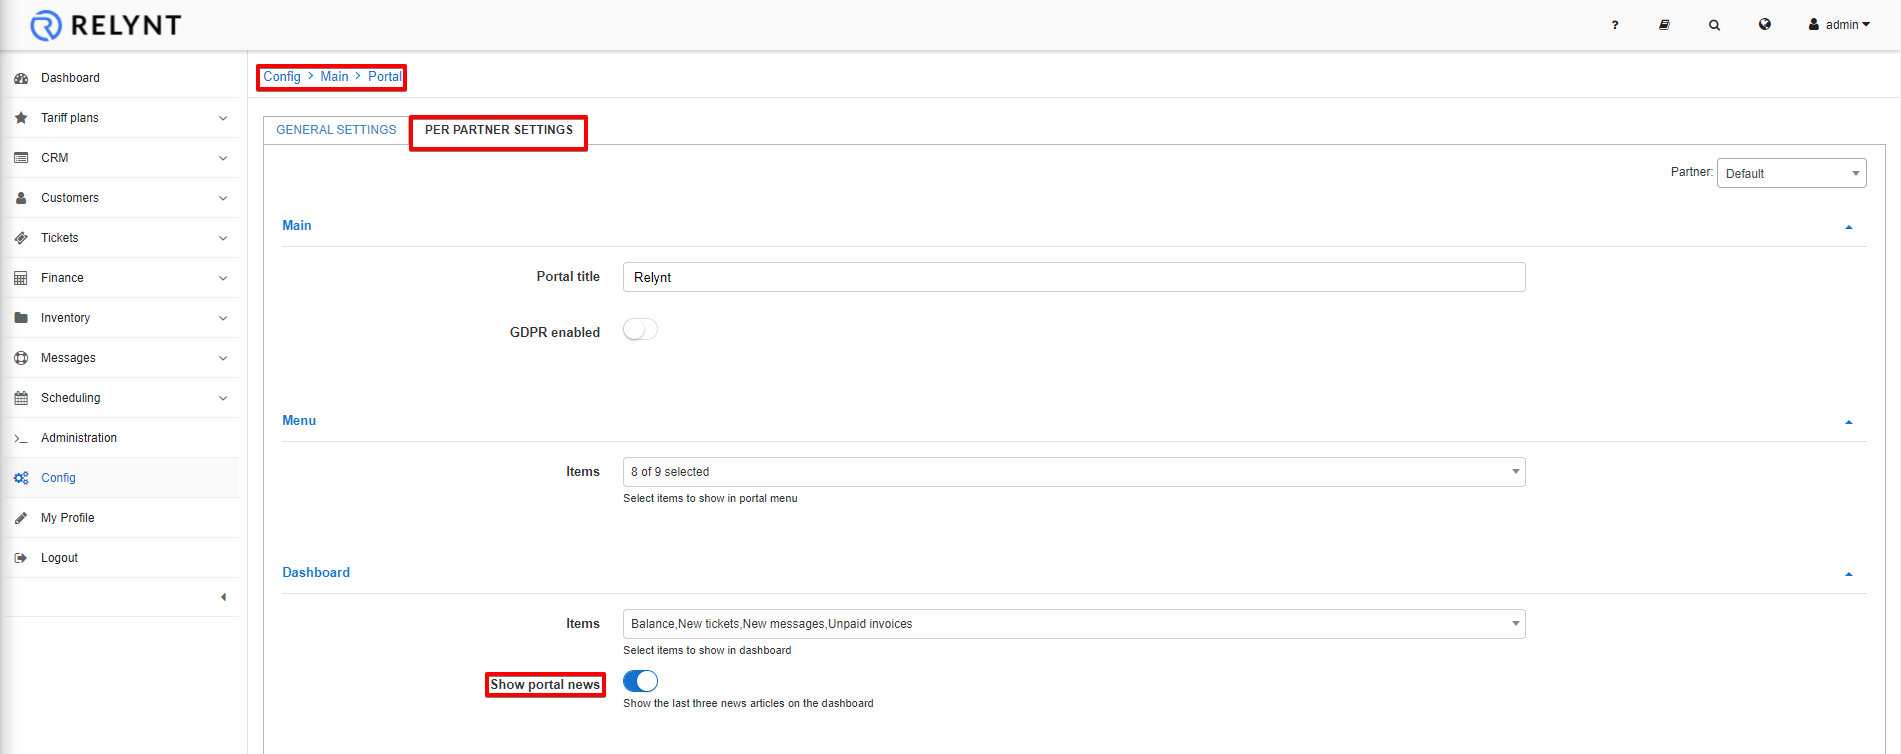 RELYNT
? admin
Dashboard
Tariff plans
CRM
Customers
Tickets
Finance
Inventory
Messages
Scheduling
Administration
Config
My Profile
Logout
Config > Main > Portal
GENERAL SETTINGS PER PARTNER SETTINGS
Partner: Default
Main
Portal title Relynt
GDPR enabled
Menu
Items 8 of 9 selected
Select items to show in portal menu
Dashboard
Items Balance,New tickets,New messages,Unpaid invoices
Select items to show in dashboard
Show portal news
Show the last three news articles on the dashboard